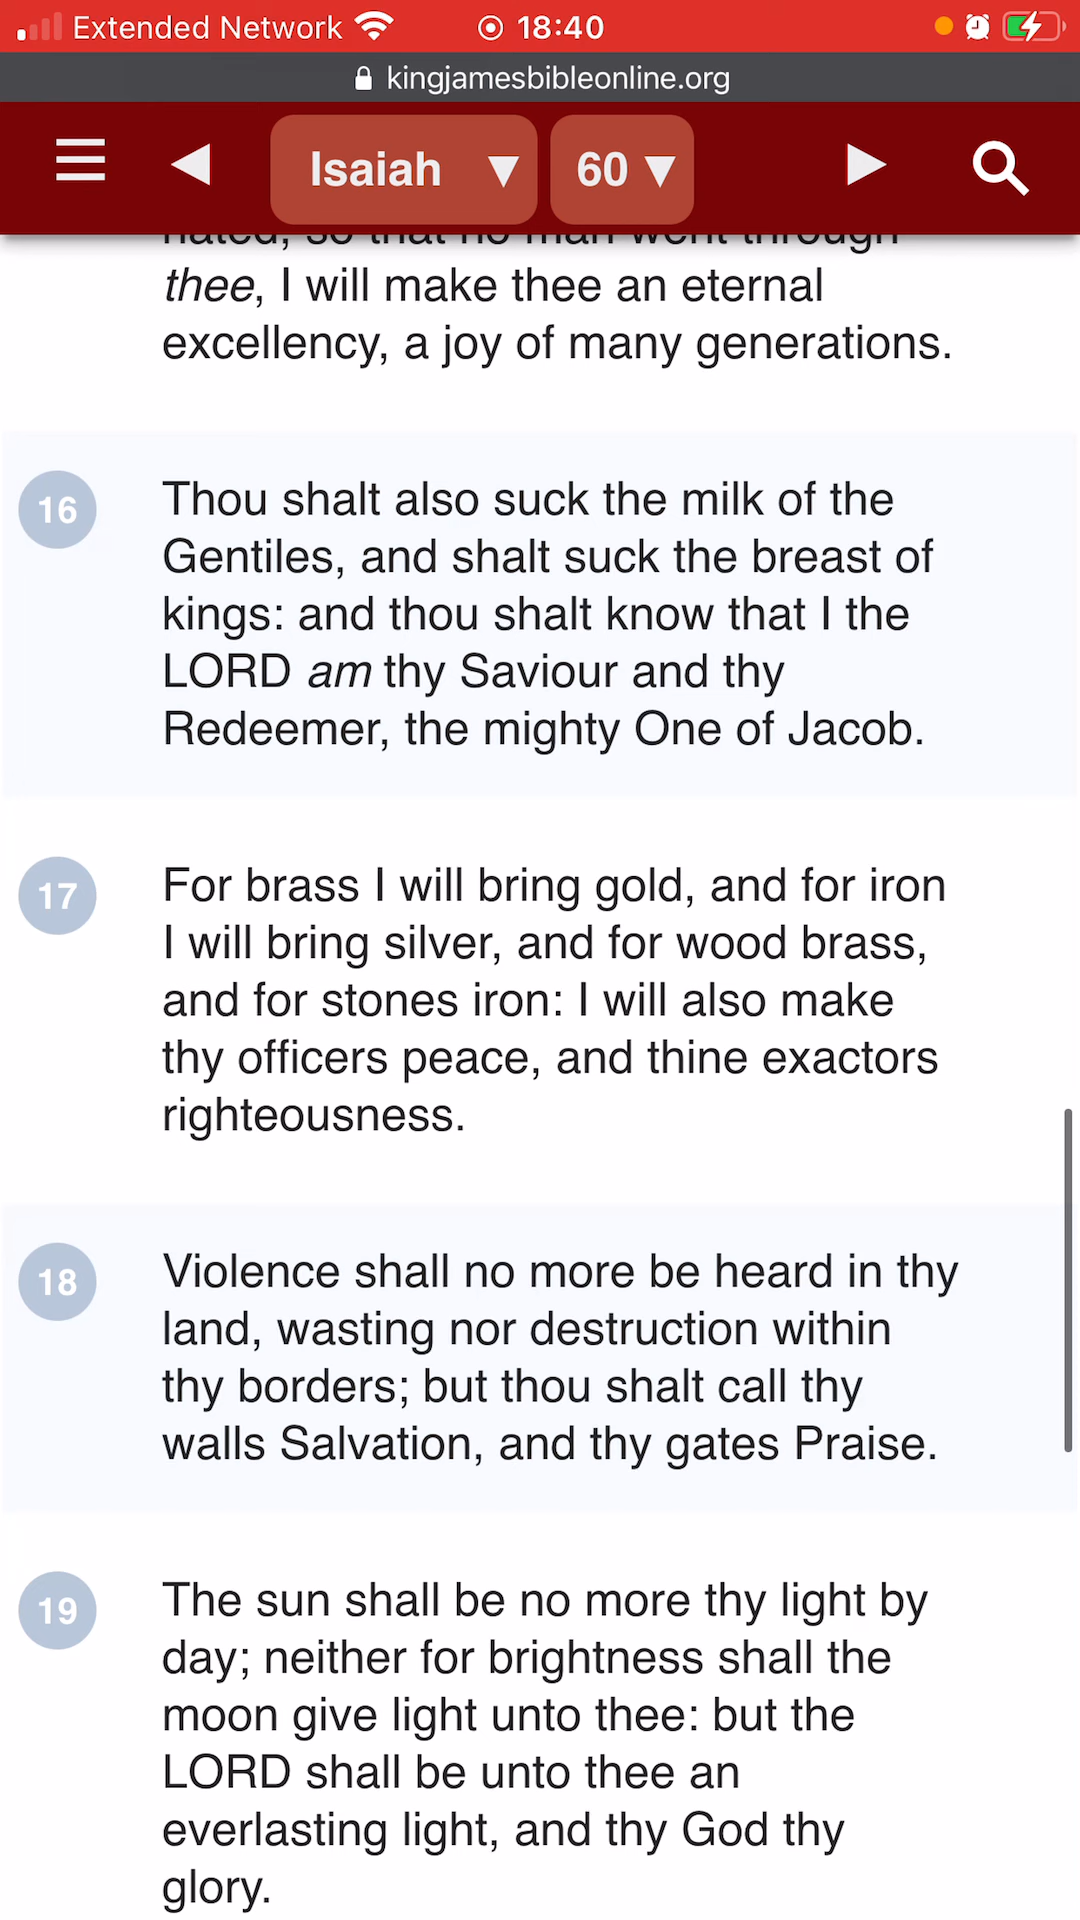 Extended Network 18:40
kingjamesbibleonline.org
Isaiah 60
hated, so that no man went through
thee, I will make thee an eternal
excellency, a joy of many generations.
16 Thou shalt also suck the milk of the
Gentiles, and shalt suck the breast of
kings: and thou shalt know that I the
LORD am thy Saviour and thy
Redeemer, the mighty One of Jacob.
17 For brass I will bring gold, and for iron
I will bring silver, and for wood brass,
and for stones iron: I will also make
thy officers peace, and thine exactors
righteousness.
18 Violence shall no more be heard in thy
land, wasting nor destruction within
thy borders; but thou shalt call thy
walls Salvation, and thy gates Praise.
19 The sun shall be no more thy light by
day; neither for brightness shall the
moon give light unto thee: but the
LORD shall be unto thee an
everlasting light, and thy God thy
glory.